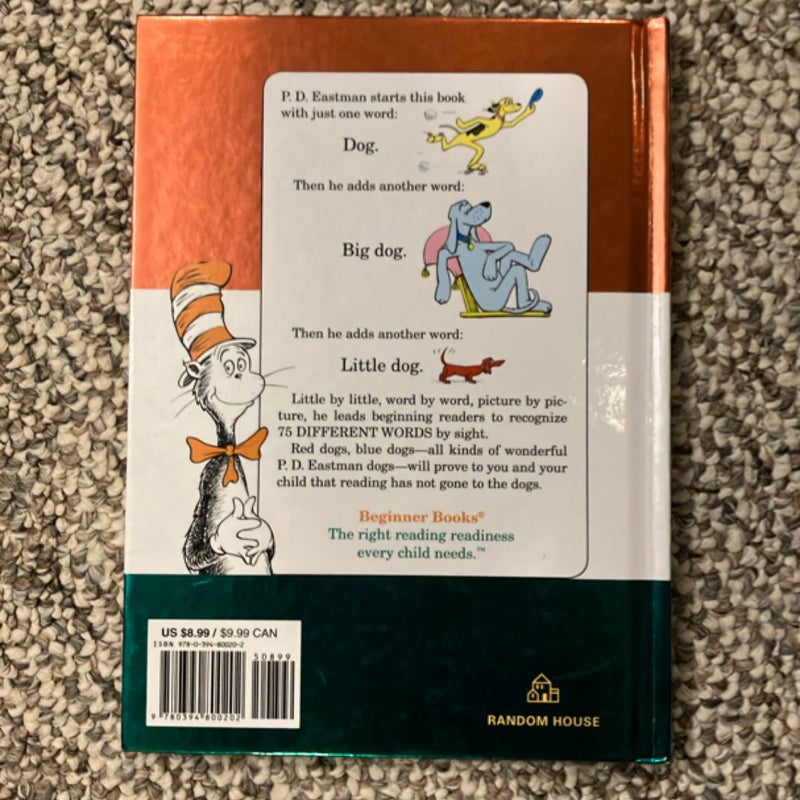 P. D. Eastman starts this book
with just one word:
Dog.
Then he adds another word:
Big dog.
Then he adds another word:
Little dog.
Little by little, word by word, picture by pic-
ture, he leads beginning readers to recognize
75 DIFFERENT WORDS by sight.
Red dogs, blue dogs—all kinds of wonderful
P. D. Eastman dogs—will prove to you and your
child that reading has not gone to the dogs.
Beginner Books®
The right reading readiness
every child needs.™
US $8.99 / $9.99 CAN
ISBN 978-0-394-80020-2
50899
9 780394 800202
RANDOM HOUSE